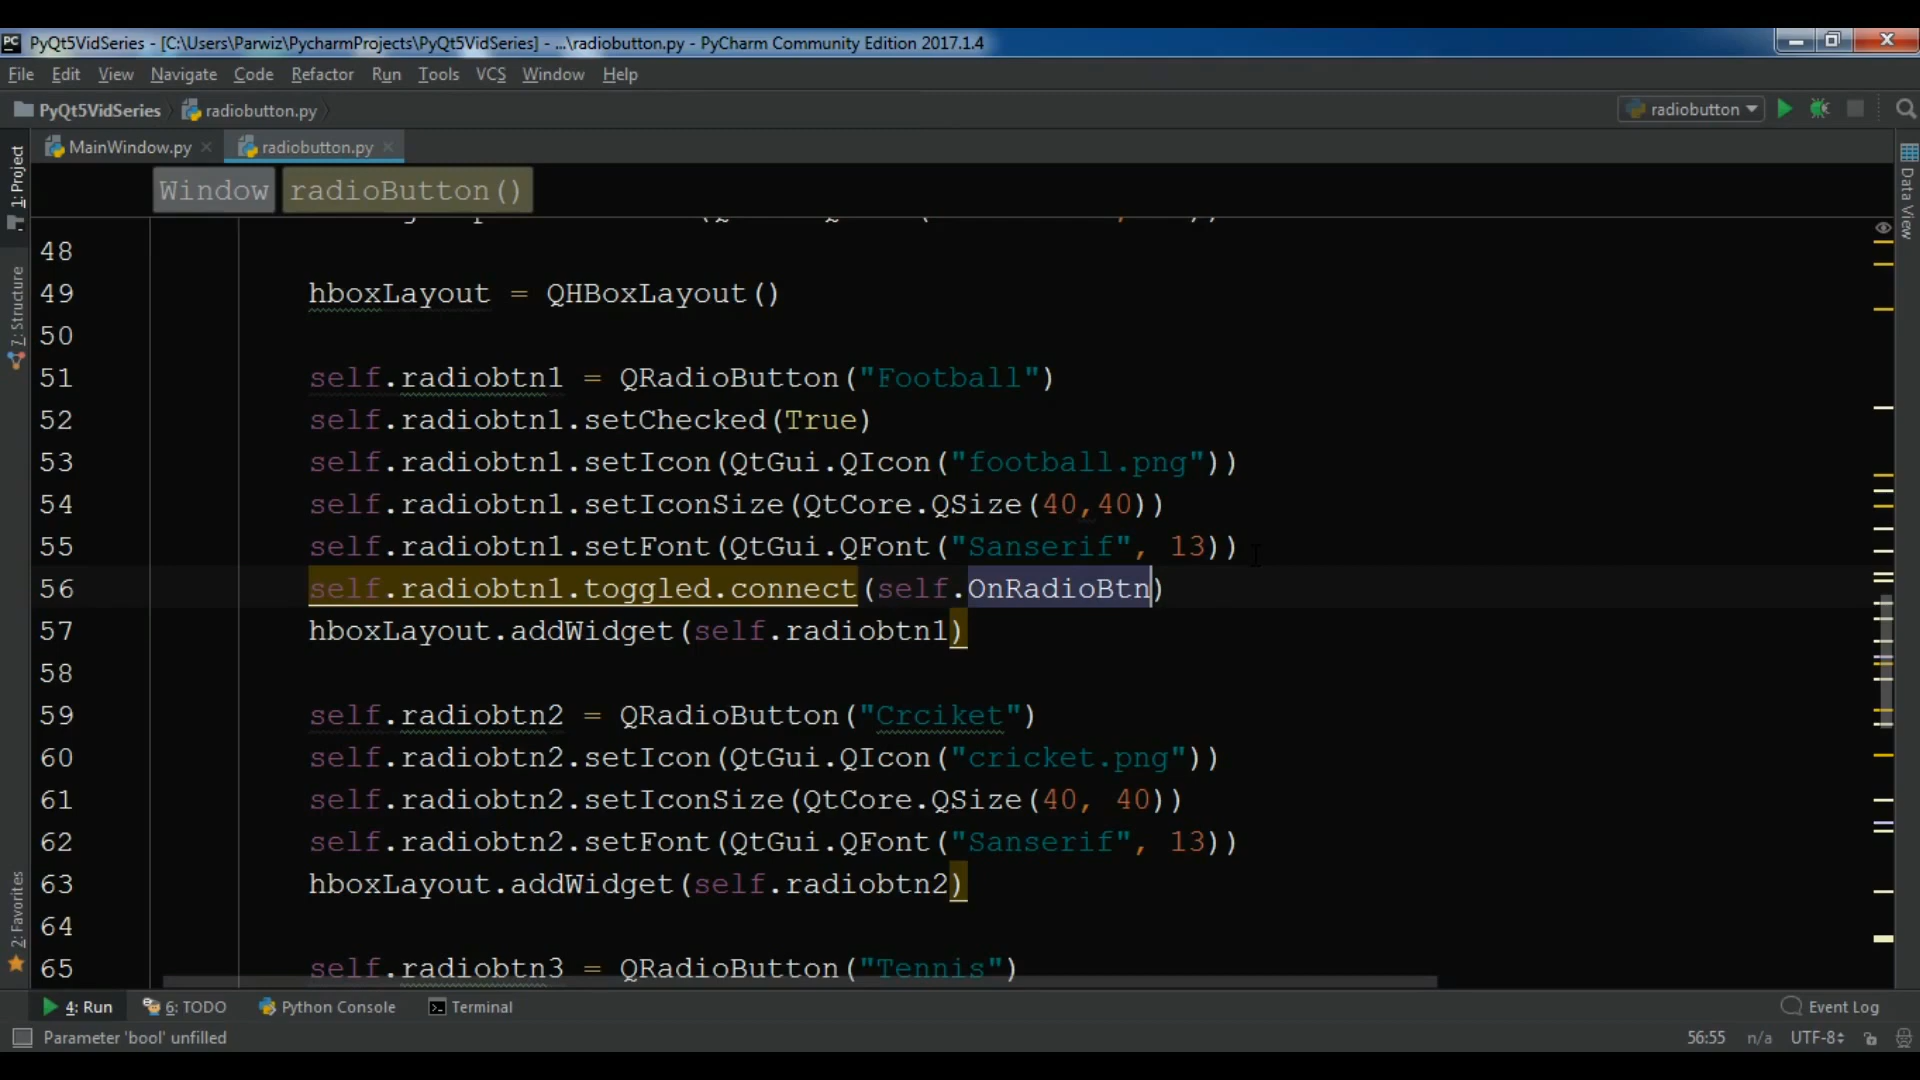 PyQt5VidSeries - [C:\Users\Parwiz\PycharmProjects\PyQt5VidSeries] - ...\radiobutton.py - PyCharm Community Edition 2017.1.4
File Edit View Navigate Code Refactor Run Tools VCS Window Help
PyQt5VidSeries radiobutton.py radiobutton
MainWindow.py radiobutton.py
Window radioButton()
1: Project
7: Structure
2: Favorites
Data View
48
49 hboxLayout = QHBoxLayout()
50
51 self.radiobtn1 = QRadioButton("Football")
52 self.radiobtn1.setChecked(True)
53 self.radiobtn1.setIcon(QtGui.QIcon("football.png"))
54 self.radiobtn1.setIconSize(QtCore.QSize(40,40))
55 self.radiobtn1.setFont(QtGui.QFont("Sanserif", 13))
56 self.radiobtn1.toggled.connect(self.OnRadioBtn)
57 hboxLayout.addWidget(self.radiobtn1)
58
59 self.radiobtn2 = QRadioButton("Crciket")
60 self.radiobtn2.setIcon(QtGui.QIcon("cricket.png"))
61 self.radiobtn2.setIconSize(QtCore.QSize(40, 40))
62 self.radiobtn2.setFont(QtGui.QFont("Sanserif", 13))
63 hboxLayout.addWidget(self.radiobtn2)
64
65 self.radiobtn3 = QRadioButton("Tennis")
4: Run 6: TODO Python Console Terminal Event Log
Parameter 'bool' unfilled 56:55 n/a UTF-8